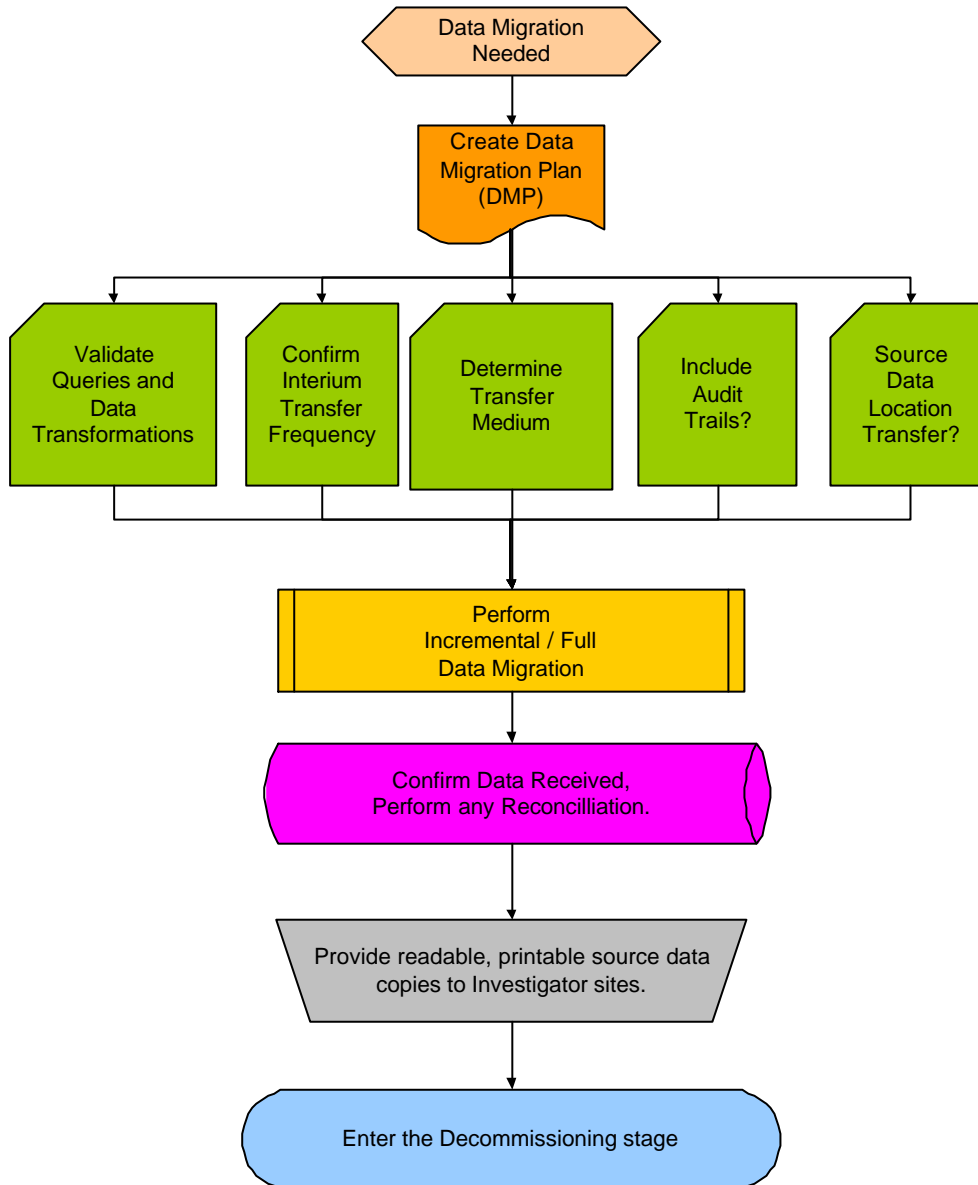 Data Migration
Needed
Create Data
Migration Plan
(DMP)
Validate
Queries and
Data
Transformations
Confirm
Interium
Transfer
Frequency
Determine
Transfer
Medium
Include
Audit
Trails?
Source
Data
Location
Transfer?
Perform
Incremental / Full
Data Migration
Confirm Data Received,
Perform any Reconcilliation.
Provide readable, printable source data
copies to Investigator sites.
Enter the Decommissioning stage